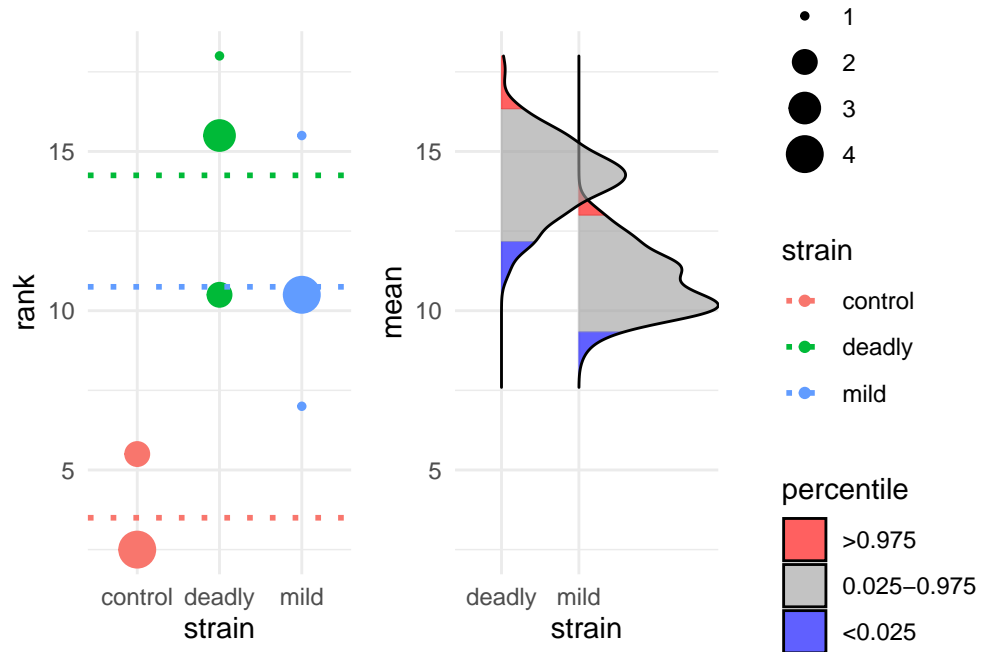 rank
15
10
5
control deadly mild
strain
mean
15
10
5
deadly mild
strain
1
2
3
4
strain
control
deadly
mild
percentile
>0.975
0.025−0.975
<0.025